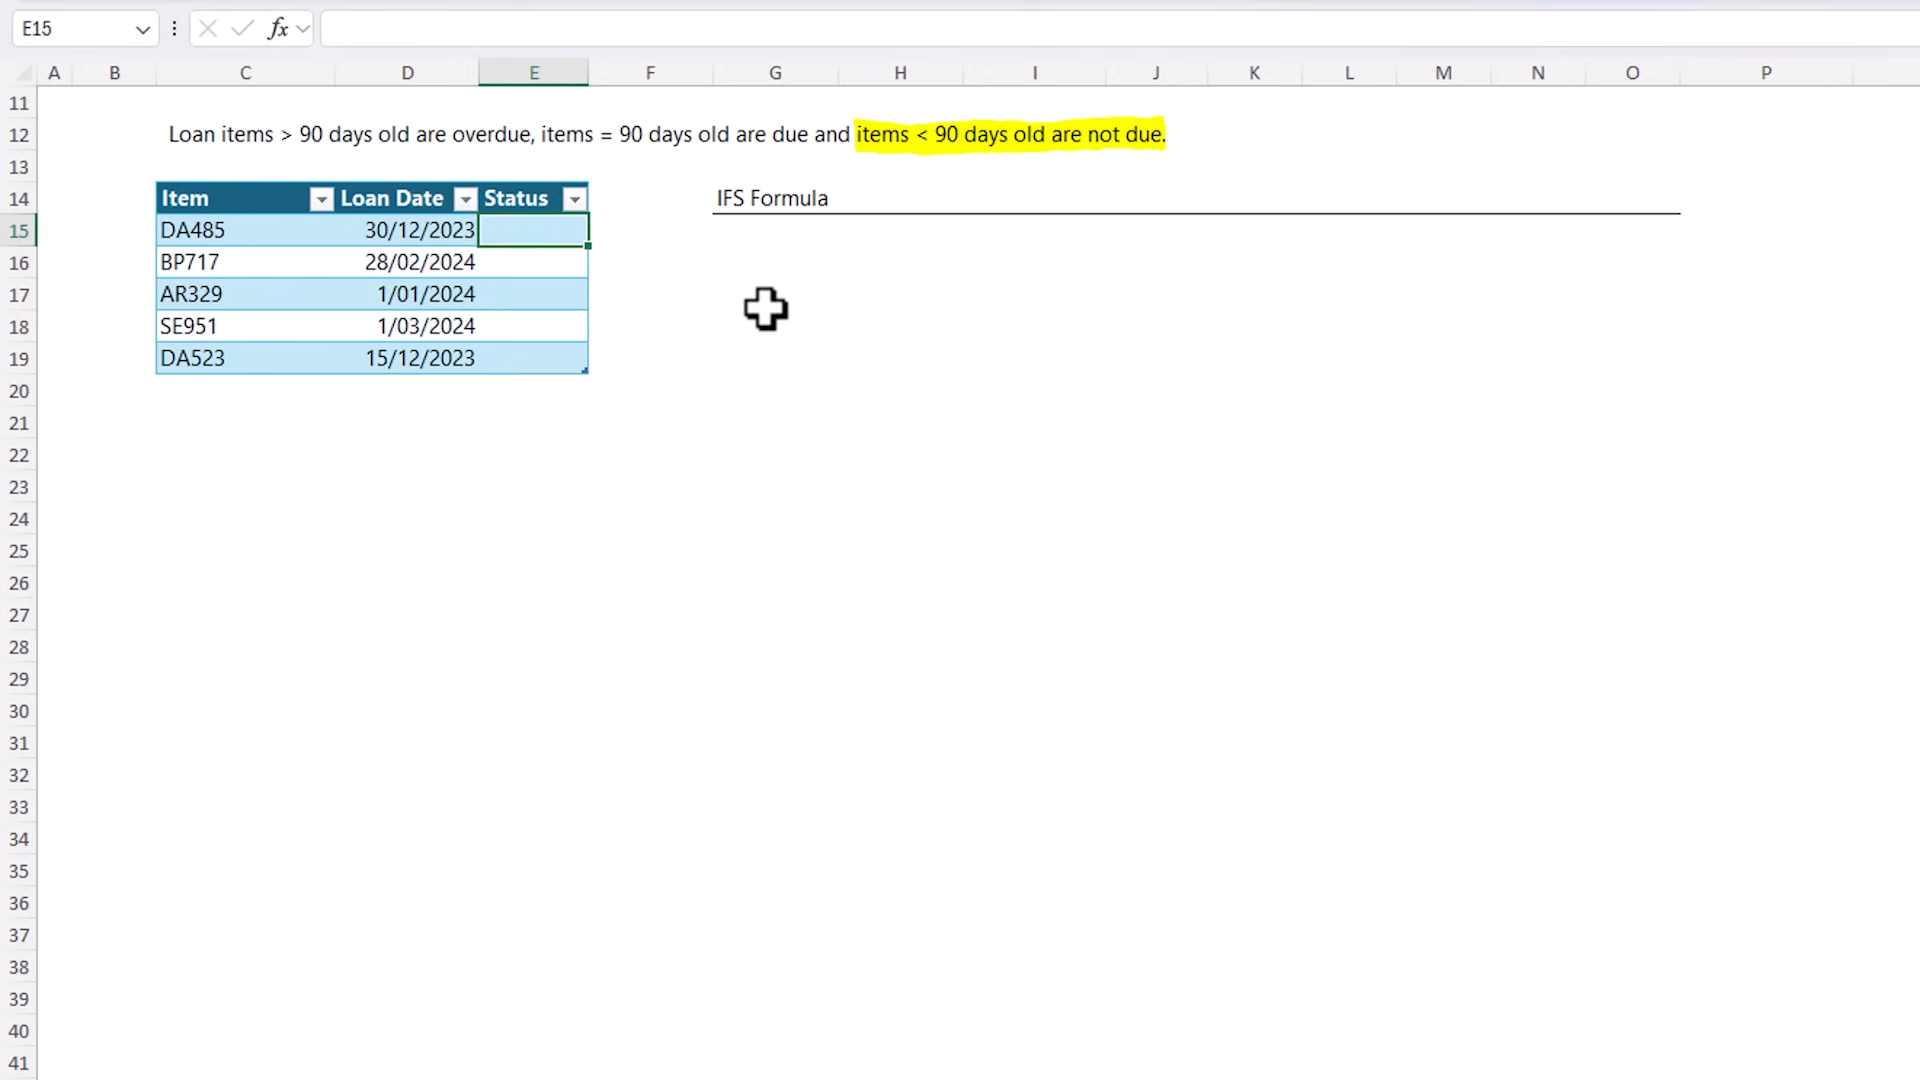 E15
fx
A B C D E F G H I J K L M N O P
11
12 Loan items > 90 days old are overdue, items = 90 days old are due and items < 90 days old are not due.
13
14 Item Loan Date Status IFS Formula
15 DA485 30/12/2023
16 BP717 28/02/2024
17 AR329 1/01/2024
18 SE951 1/03/2024
19 DA523 15/12/2023
20
21
22
23
24
25
26
27
28
29
30
31
32
33
34
35
36
37
38
39
40
41